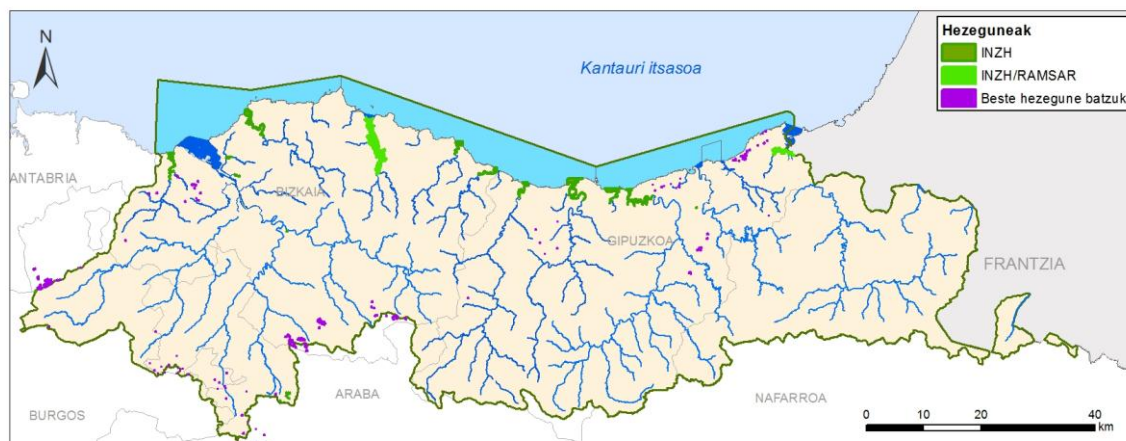 N
Kantauri itsasoa
Hezeguneak
INZH
INZH/RAMSAR
Beste hezegune batzuk
ANTABRIA
BIZKAIA
GIPUZKOA
FRANTZIA
BURGOS
ARABA
NAFARROA
0 10 20 40
km